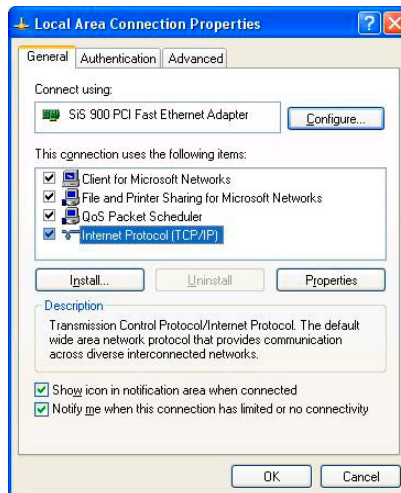 Local Area Connection Properties
General Authentication Advanced
Connect using:
SiS 900 PCI Fast Ethernet Adapter Configure...
This connection uses the following items:
Client for Microsoft Networks
File and Printer Sharing for Microsoft Networks
QoS Packet Scheduler
Internet Protocol (TCP/IP)
Install... Uninstall Properties
Description
Transmission Control Protocol/Internet Protocol. The default
wide area network protocol that provides communication
across diverse interconnected networks.
Show icon in notification area when connected
Notify me when this connection has limited or no connectivity
OK Cancel